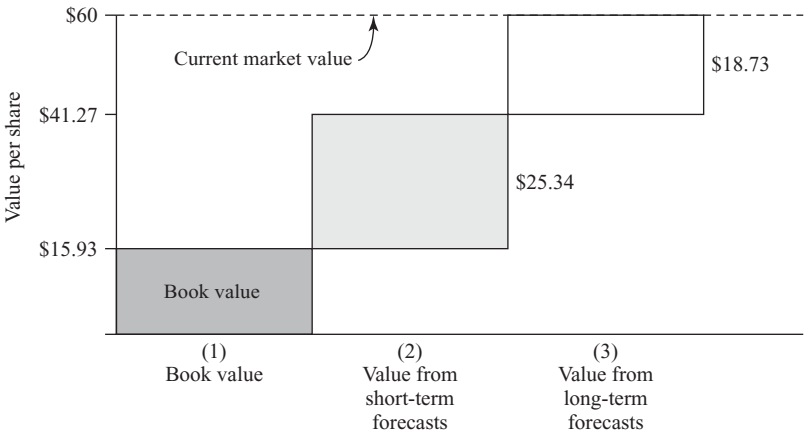 $60
Current market value
$18.73
$41.27
Value per share
$25.34
$15.93
Book value
(1)
Book value
(2)
Value from
short-term
forecasts
(3)
Value from
long-term
forecasts